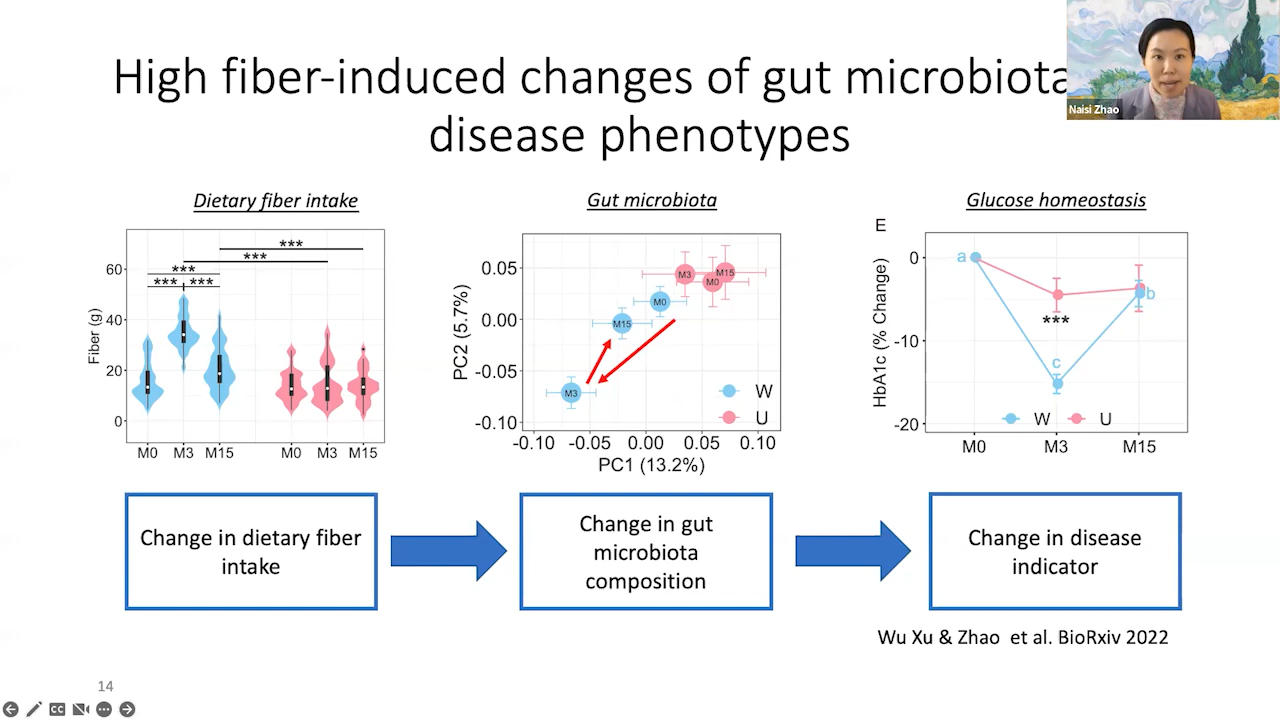 High fiber-induced changes of gut microbiota
disease phenotypes
Naisi Zhao
Dietary fiber intake
Gut microbiota
Glucose homeostasis
Fiber (g)
60
40
20
0
***
***
***
*** ***
M0 M3 M15 M0 M3 M15
PC2 (5.7%)
0.05
0.00
-0.05
-0.10
M3 M15
M0
M0
M15
M3
W
U
-0.10 -0.05 0.00 0.05 0.10
PC1 (13.2%)
E
HbA1c (% Change)
0
-10
-20
a
b
***
c
W U
M0 M3 M15
Change in dietary fiber
intake
Change in gut
microbiota
composition
Change in disease
indicator
Wu Xu & Zhao et al. BioRxiv 2022
14
CC